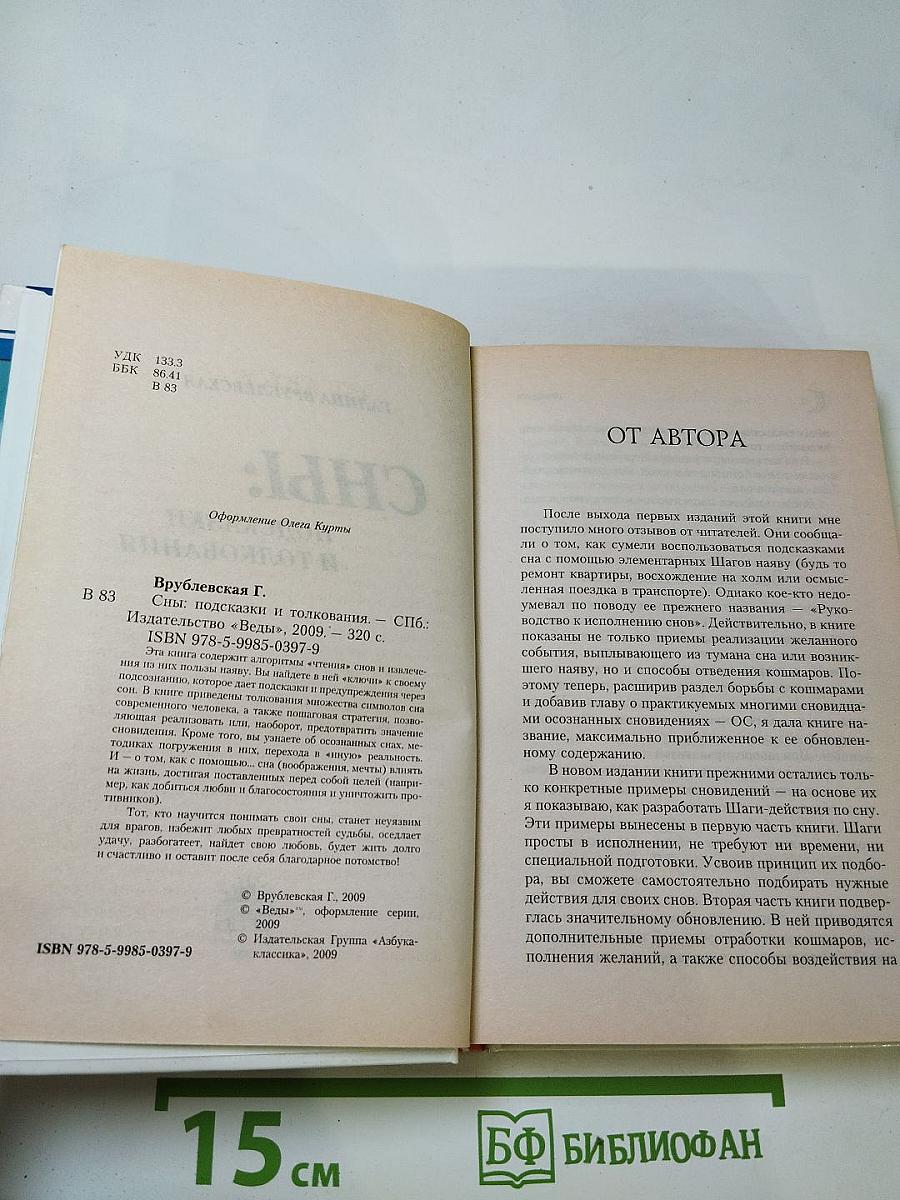 УДК 133.3
ББК 86.41
В 83
Оформление Олега Курты
Врублевская Г.
В 83 Сны: подсказки и толкования. — СПб.:
Издательство «Веды», 2009. — 320 с.
ISBN 978-5-9985-0397-9
Эта книга содержит алгоритмы «чтения» снов и извлече-
ния из них пользы наяву. Вы найдете в ней «ключи» к своему
подсознанию, которое дает подсказки и предупреждения через
сон. В книге приведены толкования множества символов сна
современного человека, а также пошаговая стратегия, позво-
ляющая реализовать или, наоборот, предотвратить значение
сновидения. Кроме того, вы узнаете об осознанных снах, ме-
тодиках погружения в них, перехода в «иную» реальность.
И — о том, как с помощью... сна (воображения, мечты) влиять
на жизнь, достигая поставленных перед собой целей (напри-
мер, как добиться любви и благосостояния и уничтожить про-
тивников).
Тот, кто научится понимать свои сны, станет неуязвим
для врагов, избежит любых превратностей судьбы, оседлает
удачу, разбогатеет, найдет свою любовь, будет жить долго
и счастливо и оставит после себя благодарное потомство!
© Врублевская Г., 2009
© «Веды»™, оформление серии,
2009
© Издательская Группа «Азбука-
классика», 2009
ISBN 978-5-9985-0397-9
ОТ АВТОРА
После выхода первых изданий этой книги мне
поступило много отзывов от читателей. Они сообща-
ли о том, как сумели воспользоваться подсказками
сна с помощью элементарных Шагов наяву (будь то
ремонт квартиры, восхождение на холм или осмыс-
ленная поездка в транспорте). Однако кое-кто недо-
умевал по поводу ее прежнего названия — «Руко-
водство к исполнению снов». Действительно, в книге
показаны не только приемы реализации желанного
события, выплывающего из тумана сна или возник-
шего наяву, но и способы отведения кошмаров. По-
этому теперь, расширив раздел борьбы с кошмарами
и добавив главу о практикуемых многими сновидца-
ми осознанных сновидениях — ОС, я дала книге на-
звание, максимально приближенное к ее обновлен-
ному содержанию.
В новом издании книги прежними остались толь-
ко конкретные примеры сновидений — на основе их
я показываю, как разработать Шаги-действия по сну.
Эти примеры вынесены в первую часть книги. Шаги
просты в исполнении, не требуют ни времени, ни
специальной подготовки. Усвоив принцип их подбо-
ра, вы сможете самостоятельно подбирать нужные
действия для своих снов. Вторая часть книги подвер-
глась значительному обновлению. В ней приводятся
дополнительные приемы отработки кошмаров, ис-
полнения желаний, а также способы воздействия на
15 см
БФ БИБЛИОФАН